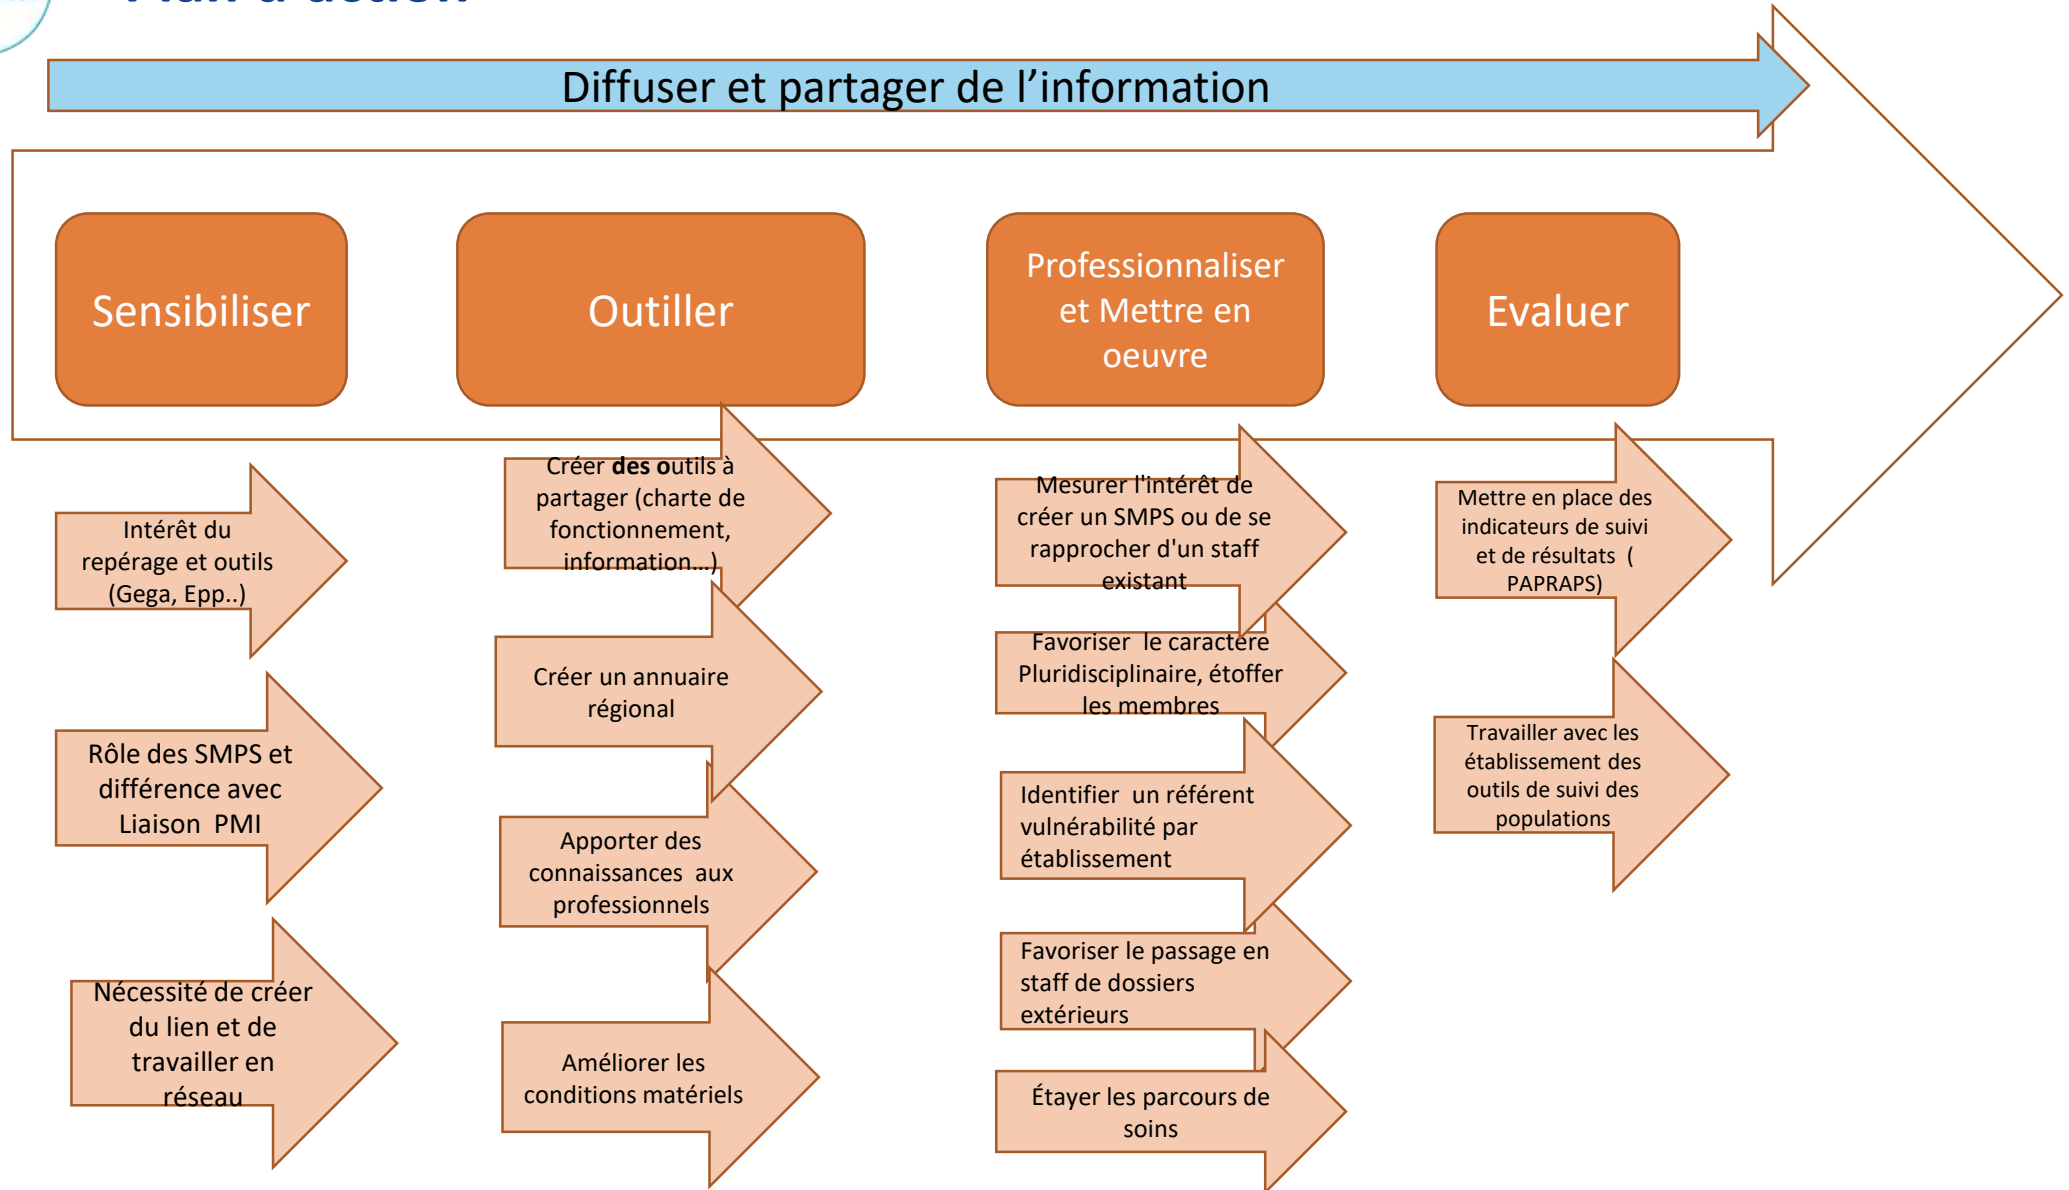 Plan d'action
Diffuser et partager de l’information
Sensibiliser
Outiller
Professionnaliser
et Mettre en
oeuvre
Evaluer
Intérêt du
repérage et outils
(Gega, Epp..)
Rôle des SMPS et
différence avec
Liaison PMI
Nécessité de créer
du lien et de
travailler en
réseau
Créer des outils à
partager (charte de
fonctionnement,
information…)
Créer un annuaire
régional
Apporter des
connaissances aux
professionnels
Améliorer les
conditions matériels
Mesurer l'intérêt de
créer un SMPS ou de se
rapprocher d'un staff
existant
Favoriser le caractère
Pluridisciplinaire, étoffer
les membres
Identifier un référent
vulnérabilité par
établissement
Favoriser le passage en
staff de dossiers
extérieurs
Étayer les parcours de
soins
Mettre en place des
indicateurs de suivi
et de résultats (
PAPRAPS)
Travailler avec les
établissement des
outils de suivi des
populations